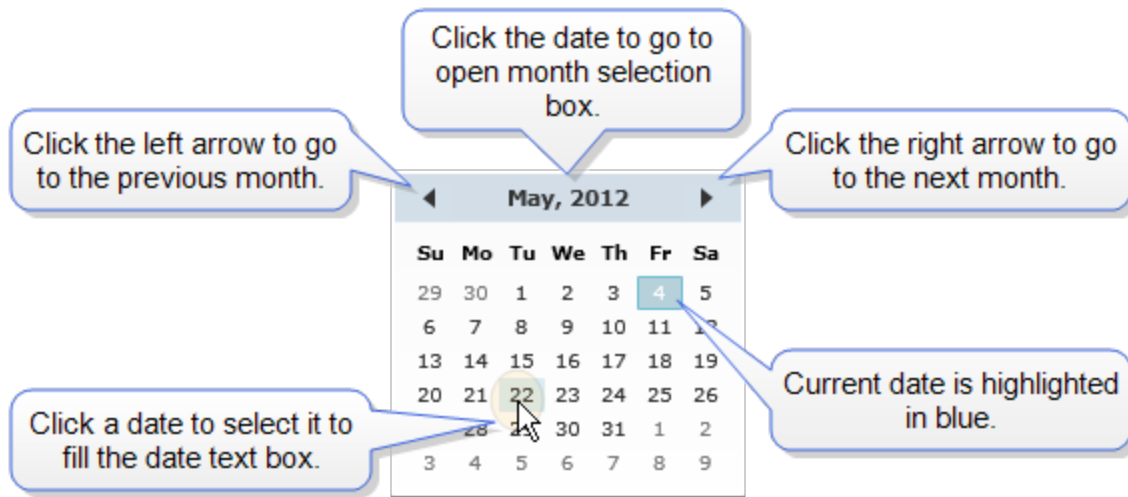 Click the date to go to
open month selection
box.
Click the left arrow to go
to the previous month.
Click the right arrow to go
to the next month.
May, 2012
Su Mo Tu We Th Fr Sa
29 30 1 2 3 4 5
6 7 8 9 10 11
13 14 15 16 17 18 19
20 21 22 23 24 25 26
28 30 31 1 2
3 4 5 6 7 8 9
Current date is highlighted
in blue.
Click a date to select it to
fill the date text box.